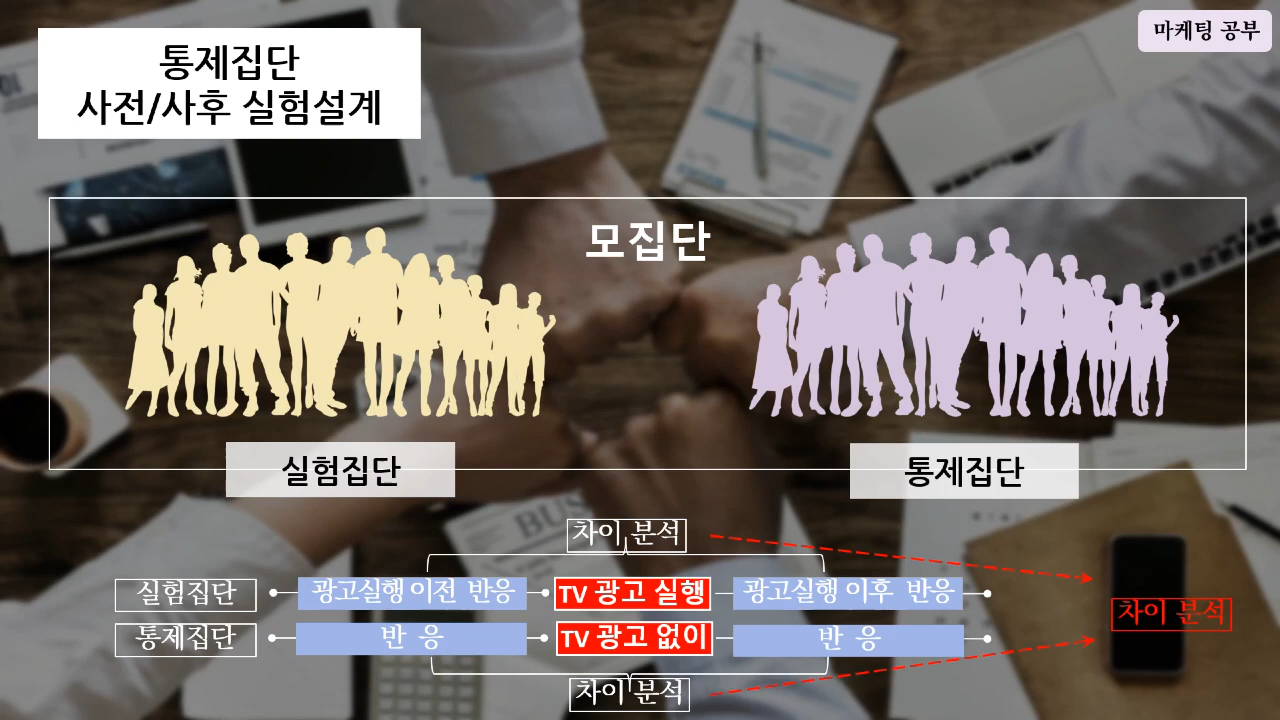 마케팅 공부
통제집단
사전/사후 실험설계
모집단
실험집단
통제집단
BUS
차이 분석
실험집단
광고실행 이전 반응
TV 광고 실행
광고실행 이후 반응
차이 분석
통제집단
반 응
TV 광고 없이
반 응
차이 분석